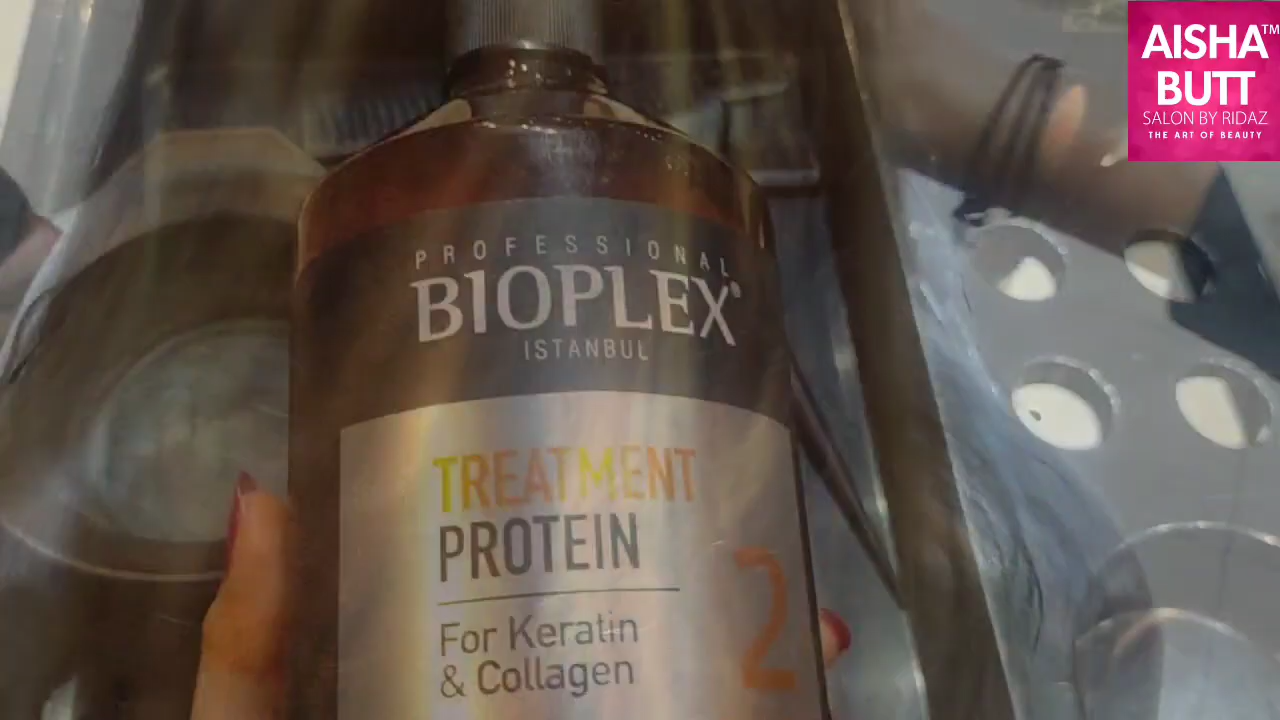 AISHA™
BUTT
SALON BY RIDAZ
THE ART OF BEAUTY
PROFESSIONAL
BIOPLEX®
ISTANBUL
TREATMENT
PROTEIN
2
For Keratin
& Collagen